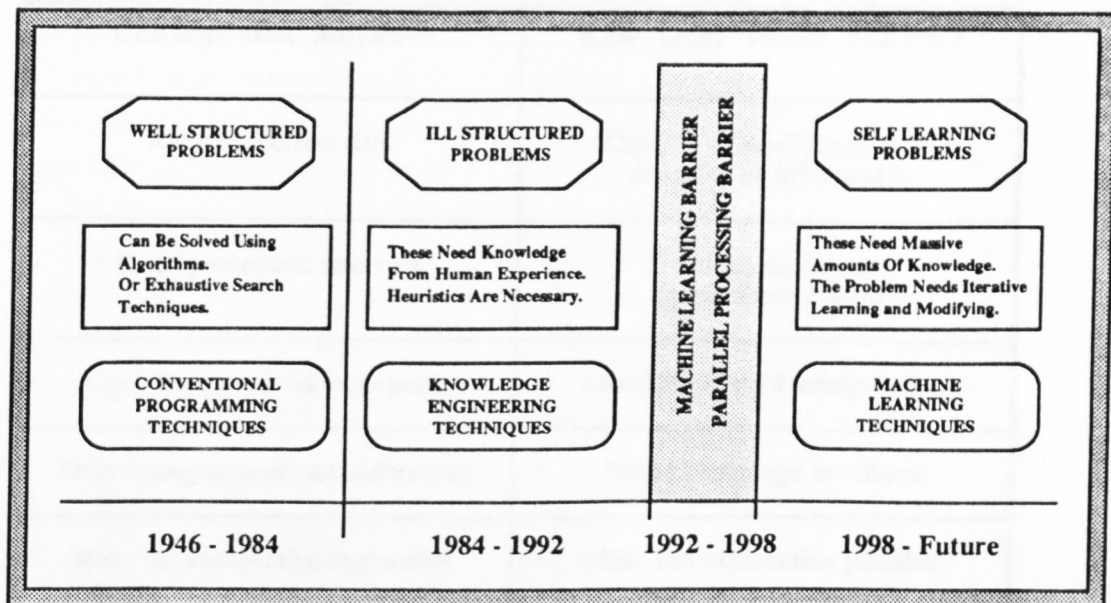 WELL STRUCTURED
PROBLEMS
Can Be Solved Using
Algorithms.
Or Exhaustive Search
Techniques.
CONVENTIONAL
PROGRAMMING
TECHNIQUES
1946 - 1984
ILL STRUCTURED
PROBLEMS
These Need Knowledge
From Human Experience.
Heuristics Are Necessary.
KNOWLEDGE
ENGINEERING
TECHNIQUES
1984 - 1992
MACHINE LEARNING BARRIER
PARALLEL PROCESSING BARRIER
1992 - 1998
SELF LEARNING
PROBLEMS
These Need Massive
Amounts Of Knowledge.
The Problem Needs Iterative
Learning and Modifying.
MACHINE
LEARNING
TECHNIQUES
1998 - Future